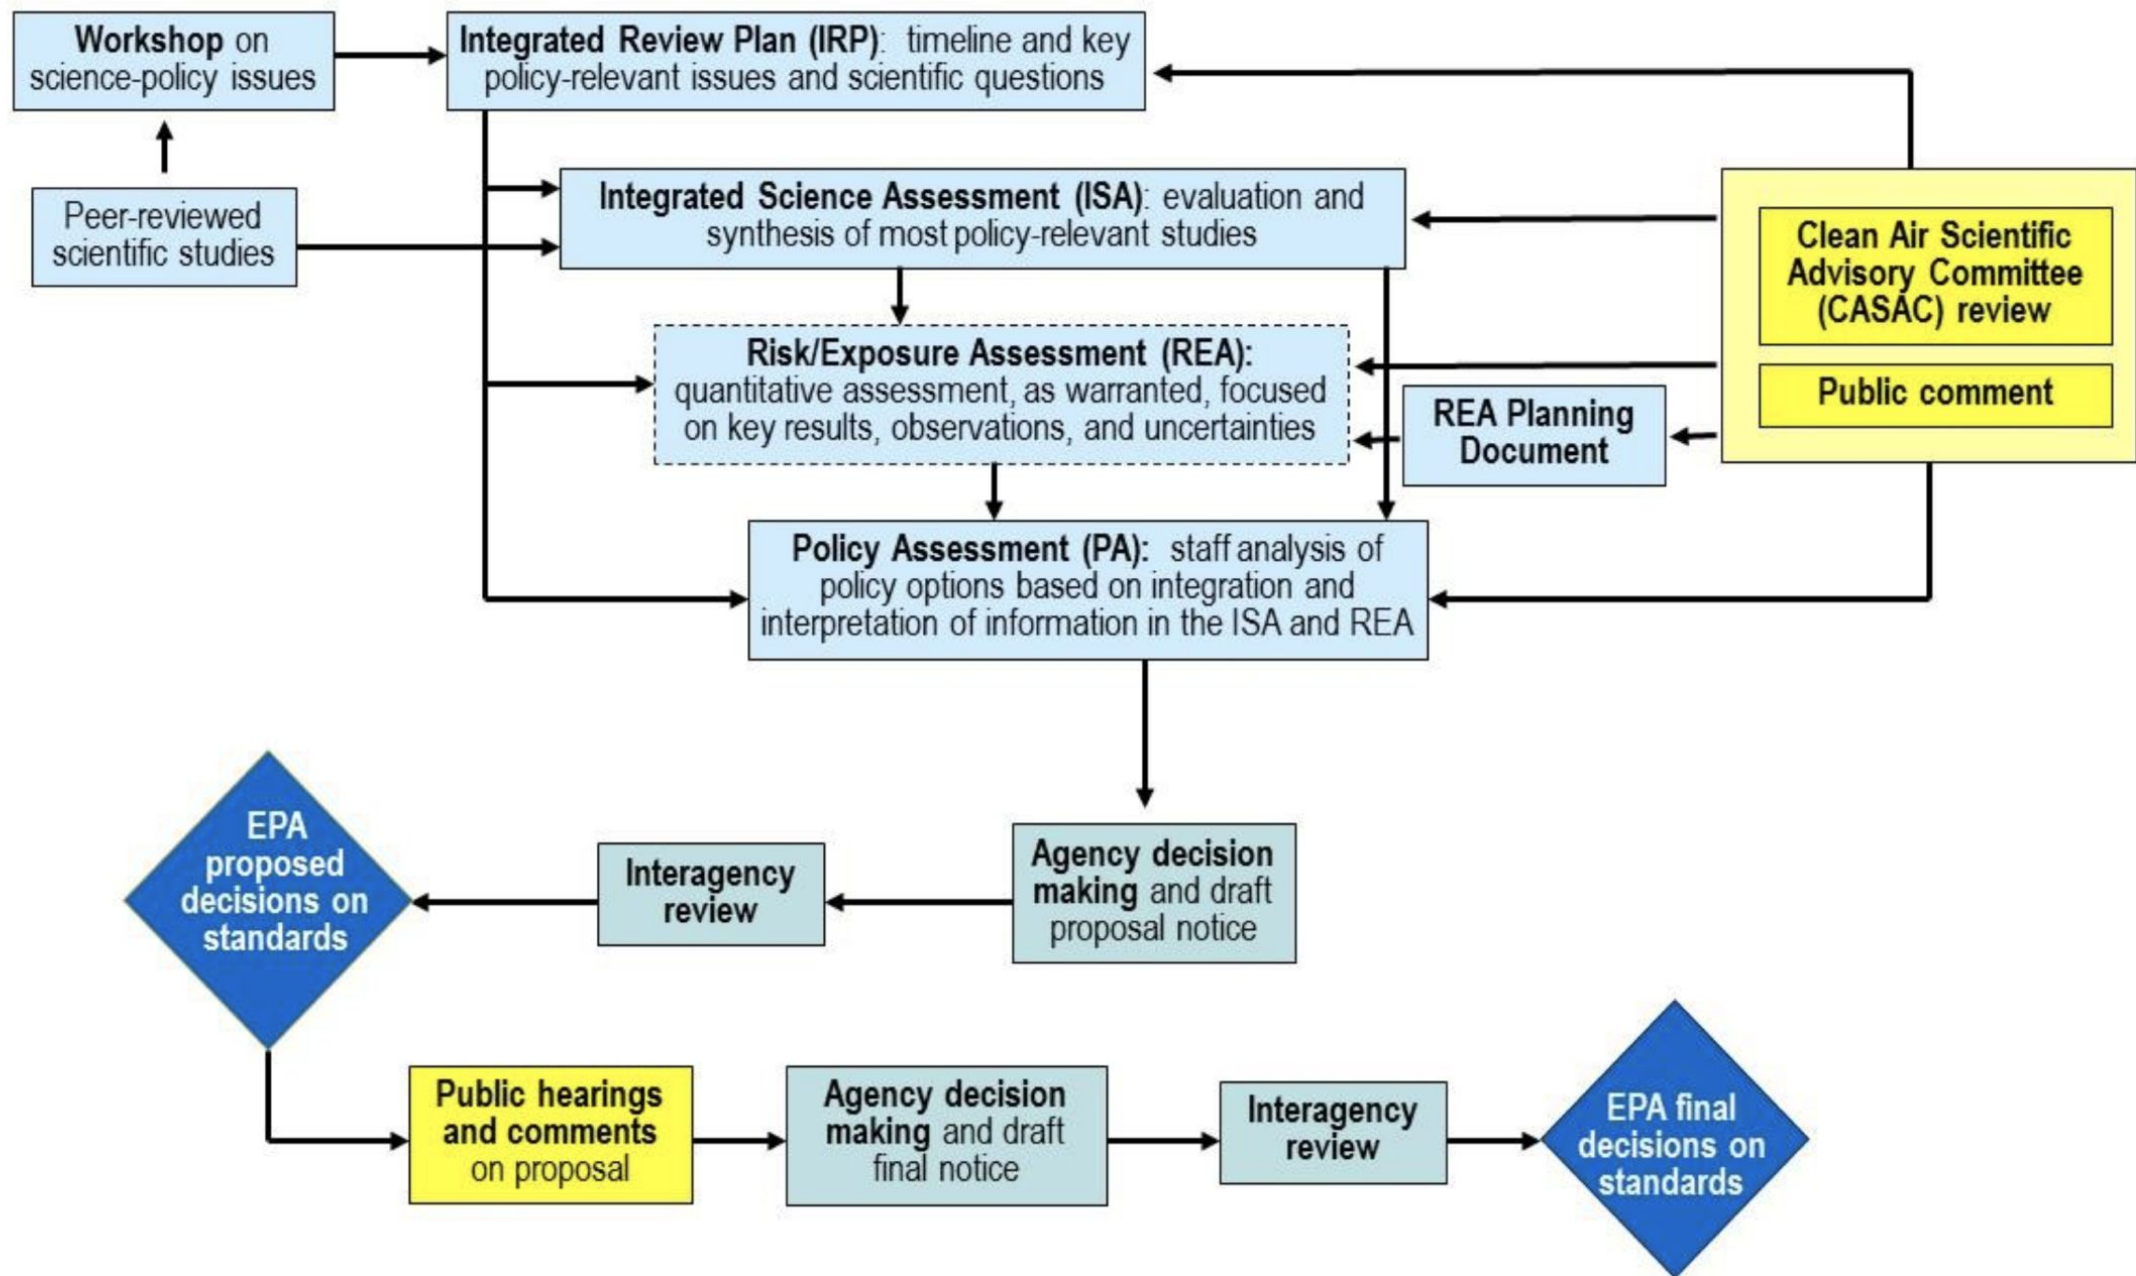 Workshop on
science-policy issues
Integrated Review Plan (IRP): timeline and key
policy-relevant issues and scientific questions
Peer-reviewed
scientific studies
Integrated Science Assessment (ISA): evaluation and
synthesis of most policy-relevant studies
Clean Air Scientific
Advisory Committee
(CASAC) review
Public comment
Risk/Exposure Assessment (REA):
quantitative assessment, as warranted, focused
on key results, observations, and uncertainties
REA Planning
Document
Policy Assessment (PA): staff analysis of
policy options based on integration and
interpretation of information in the ISA and REA
EPA
proposed
decisions on
standards
Interagency
review
Agency decision
making and draft
proposal notice
Public hearings
and comments
on proposal
Agency decision
making and draft
final notice
Interagency
review
EPA final
decisions on
standards